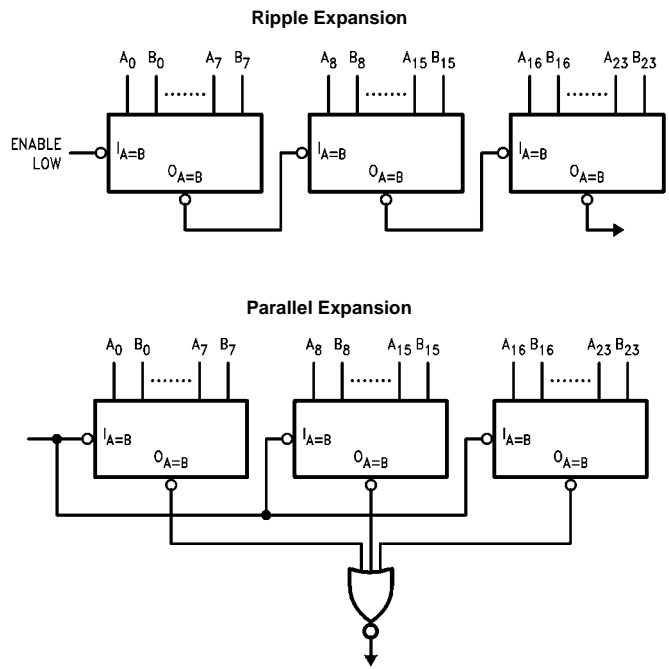 Ripple Expansion
A0 B0 ....... A7 B7 A8 B8 ....... A15 B15 A16 B16 ....... A23 B23
ENABLE LOW IA=B IA=B IA=B
OA=B OA=B OA=B
Parallel Expansion
A0 B0 ....... A7 B7 A8 B8 ....... A15 B15 A16 B16 ....... A23 B23
IA=B IA=B IA=B
OA=B OA=B OA=B